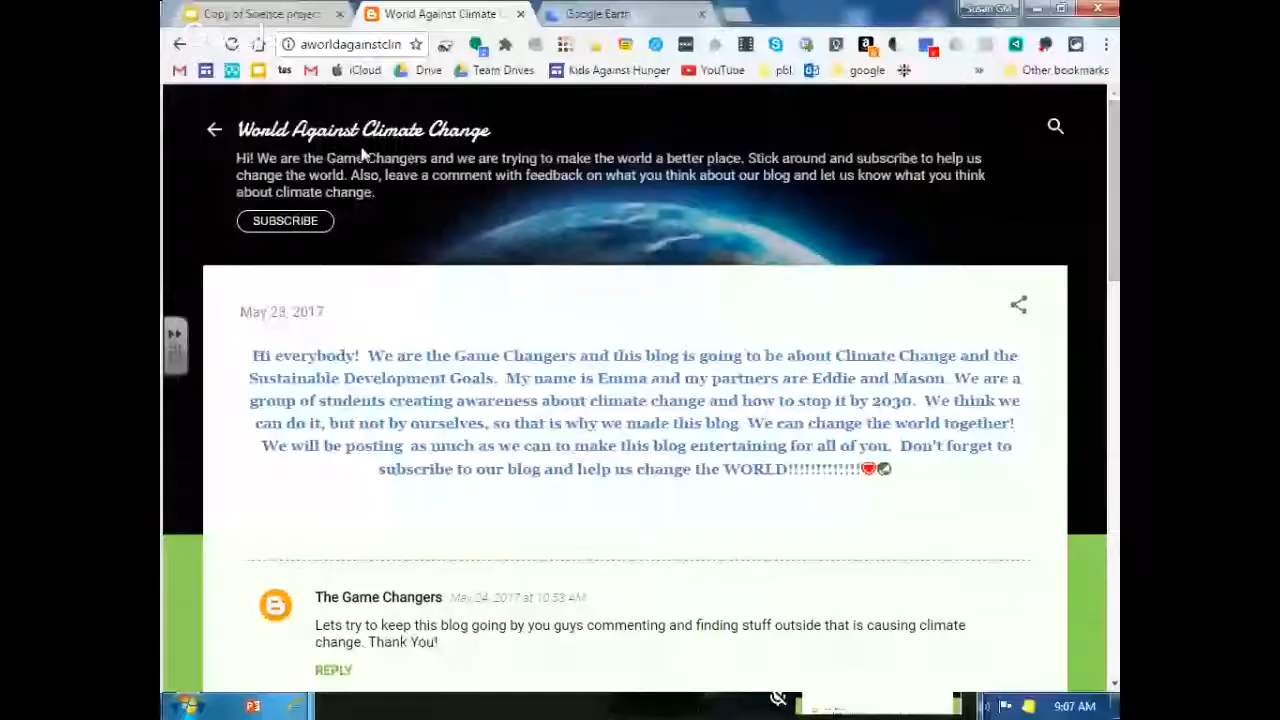 Copy of Science project
World Against Climate
Google Earth
Susan GM
aworldagainstclim
tes
iCloud
Drive
Team Drives
Kids Against Hunger
YouTube
pbl
google
»
Other bookmarks
World Against Climate Change
Hi! We are the Game Changers and we are trying to make the world a better place. Stick around and subscribe to help us
change the world. Also, leave a comment with feedback on what you think about our blog and let us know what you think
about climate change.
SUBSCRIBE
May 23, 2017
Hi everybody! We are the Game Changers and this blog is going to be about Climate Change and the
Sustainable Development Goals. My name is Emma and my partners are Eddie and Mason. We are a
group of students creating awareness about climate change and how to stop it by 2030. We think we
can do it, but not by ourselves, so that is why we made this blog. We can change the world together!
We will be posting as much as we can to make this blog entertaining for all of you. Don't forget to
subscribe to our blog and help us change the WORLD!!!!!!!!!!!!!
The Game Changers May 24, 2017 at 10:53 AM
Lets try to keep this blog going by you guys commenting and finding stuff outside that is causing climate
change. Thank You!
REPLY
9:07 AM